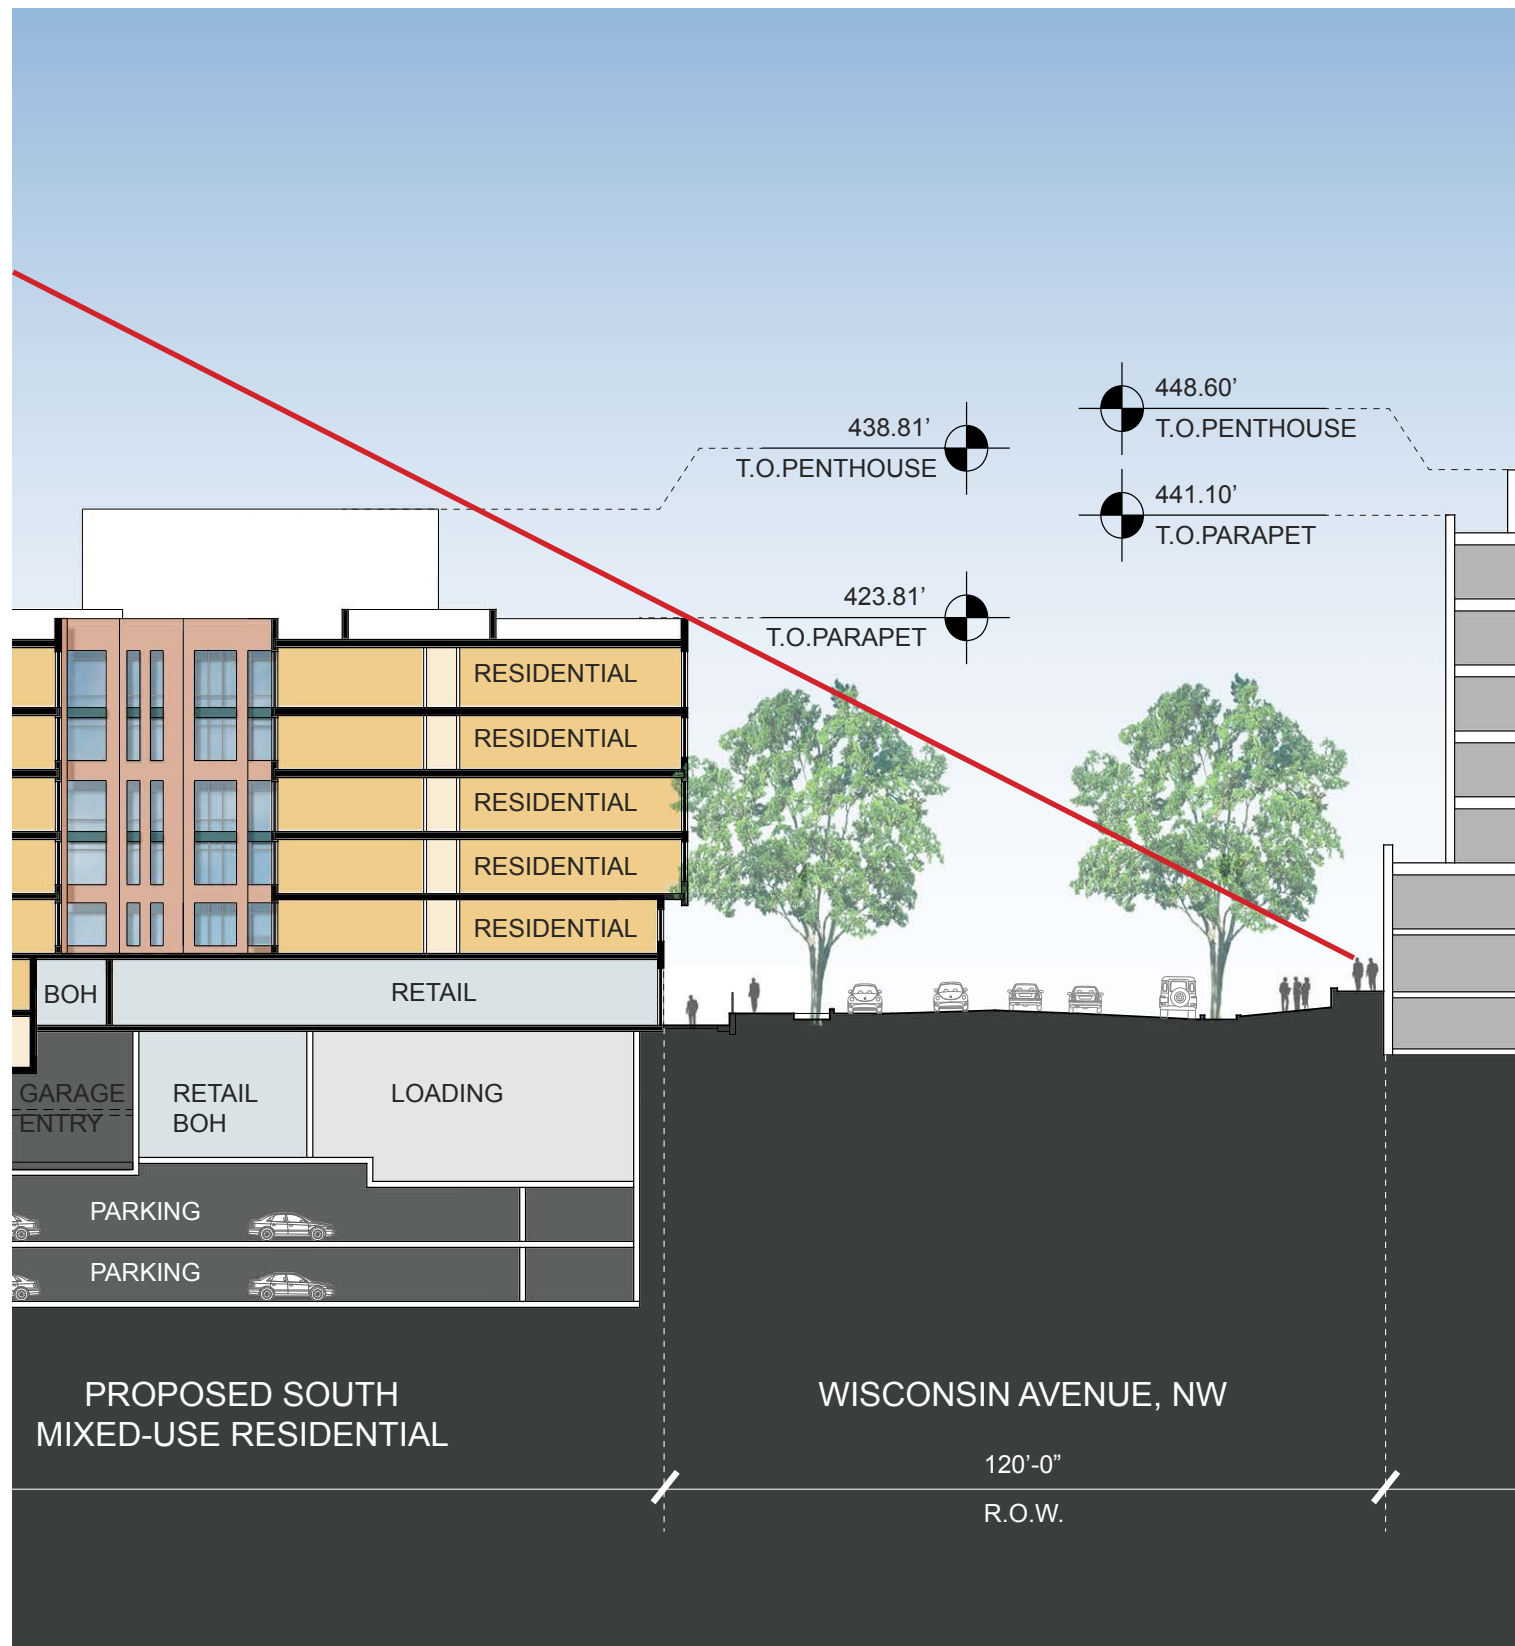 448.60’
T.O.PENTHOUSE
438.81’
T.O.PENTHOUSE
441.10’
T.O.PARAPET
423.81’
T.O.PARAPET
RESIDENTIAL
RESIDENTIAL
RESIDENTIAL
RESIDENTIAL
RESIDENTIAL
BOH
RETAIL
GARAGE
ENTRY
RETAIL
BOH
LOADING
PARKING
PARKING
PROPOSED SOUTH
MIXED-USE RESIDENTIAL
WISCONSIN AVENUE, NW
120’-0”
R.O.W.